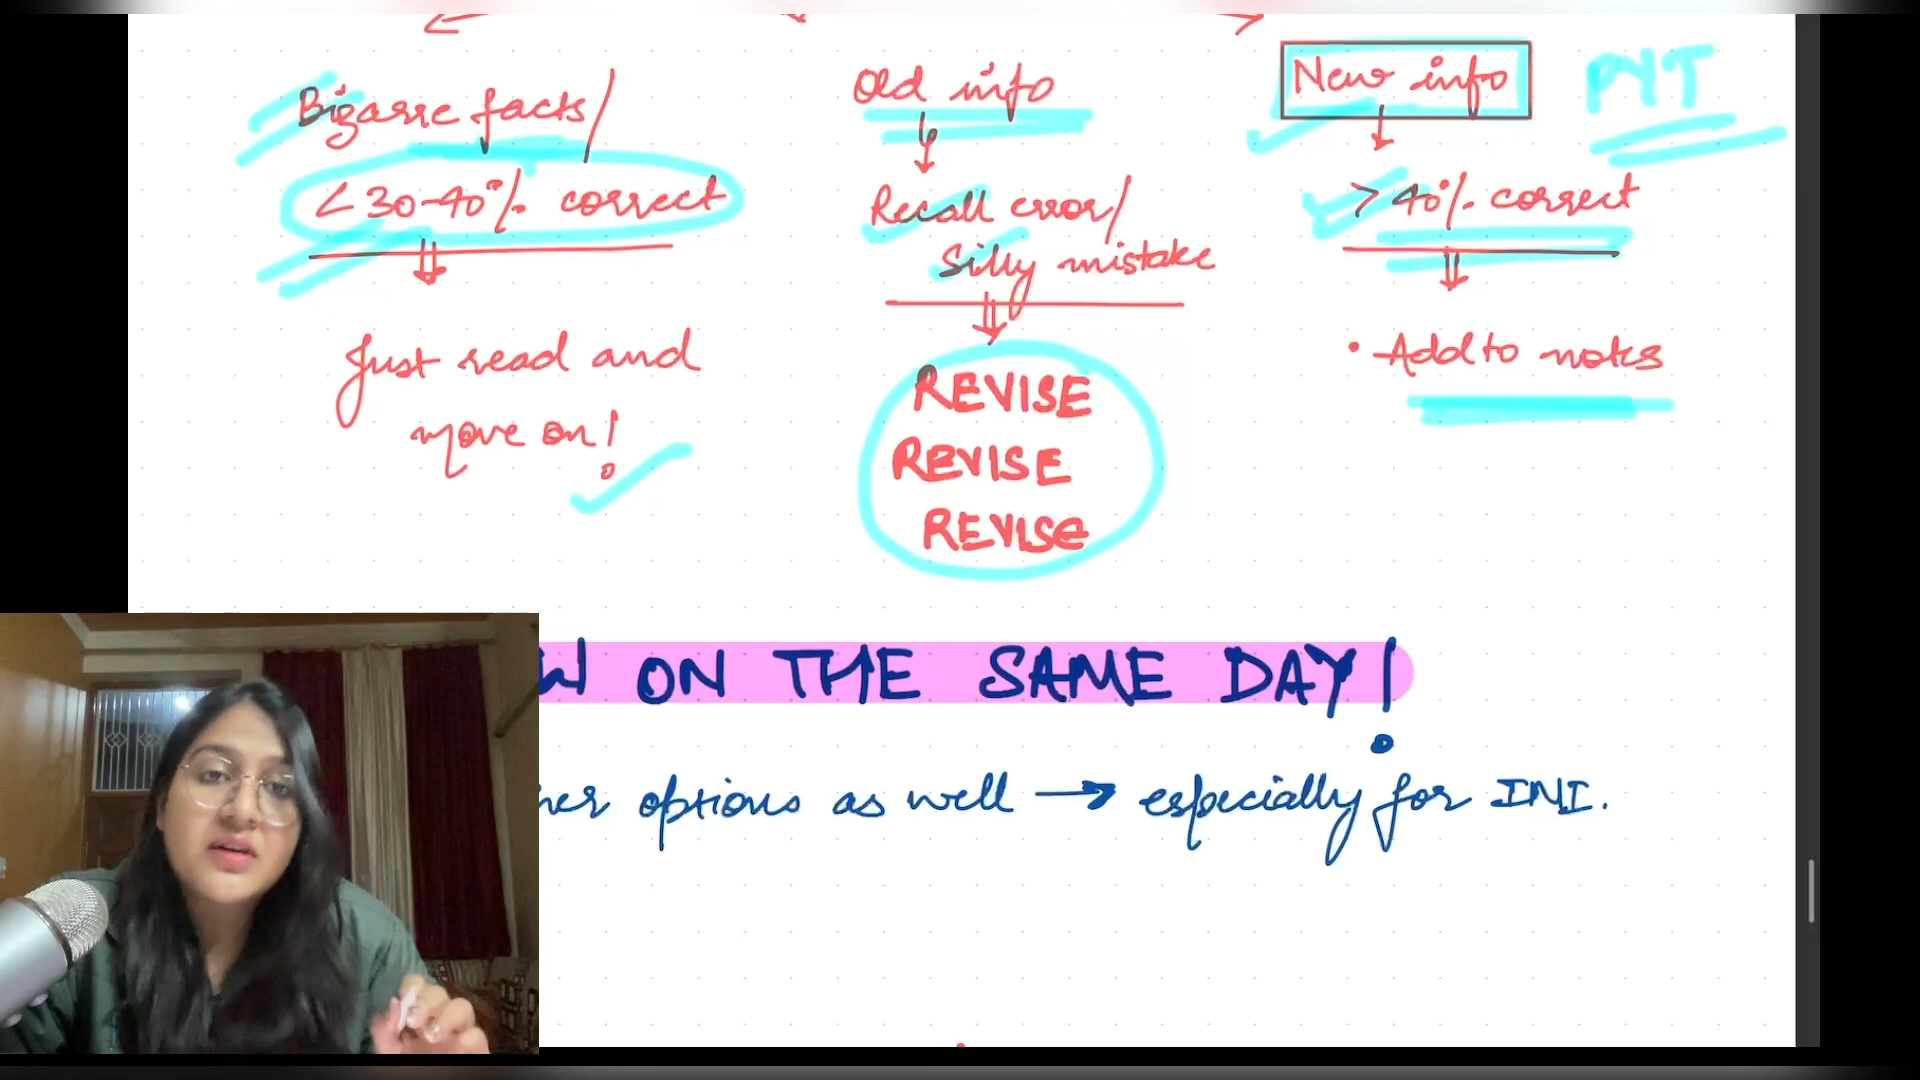 Bizarre facts/
<30-40% correct
Just read and
move on!
Old info
Recall error/
Silly mistake
REVISE
REVISE
REVISE
New info
PYT
>40% correct
• Add to notes
ON THE SAME DAY!
options as well → especially for INI.